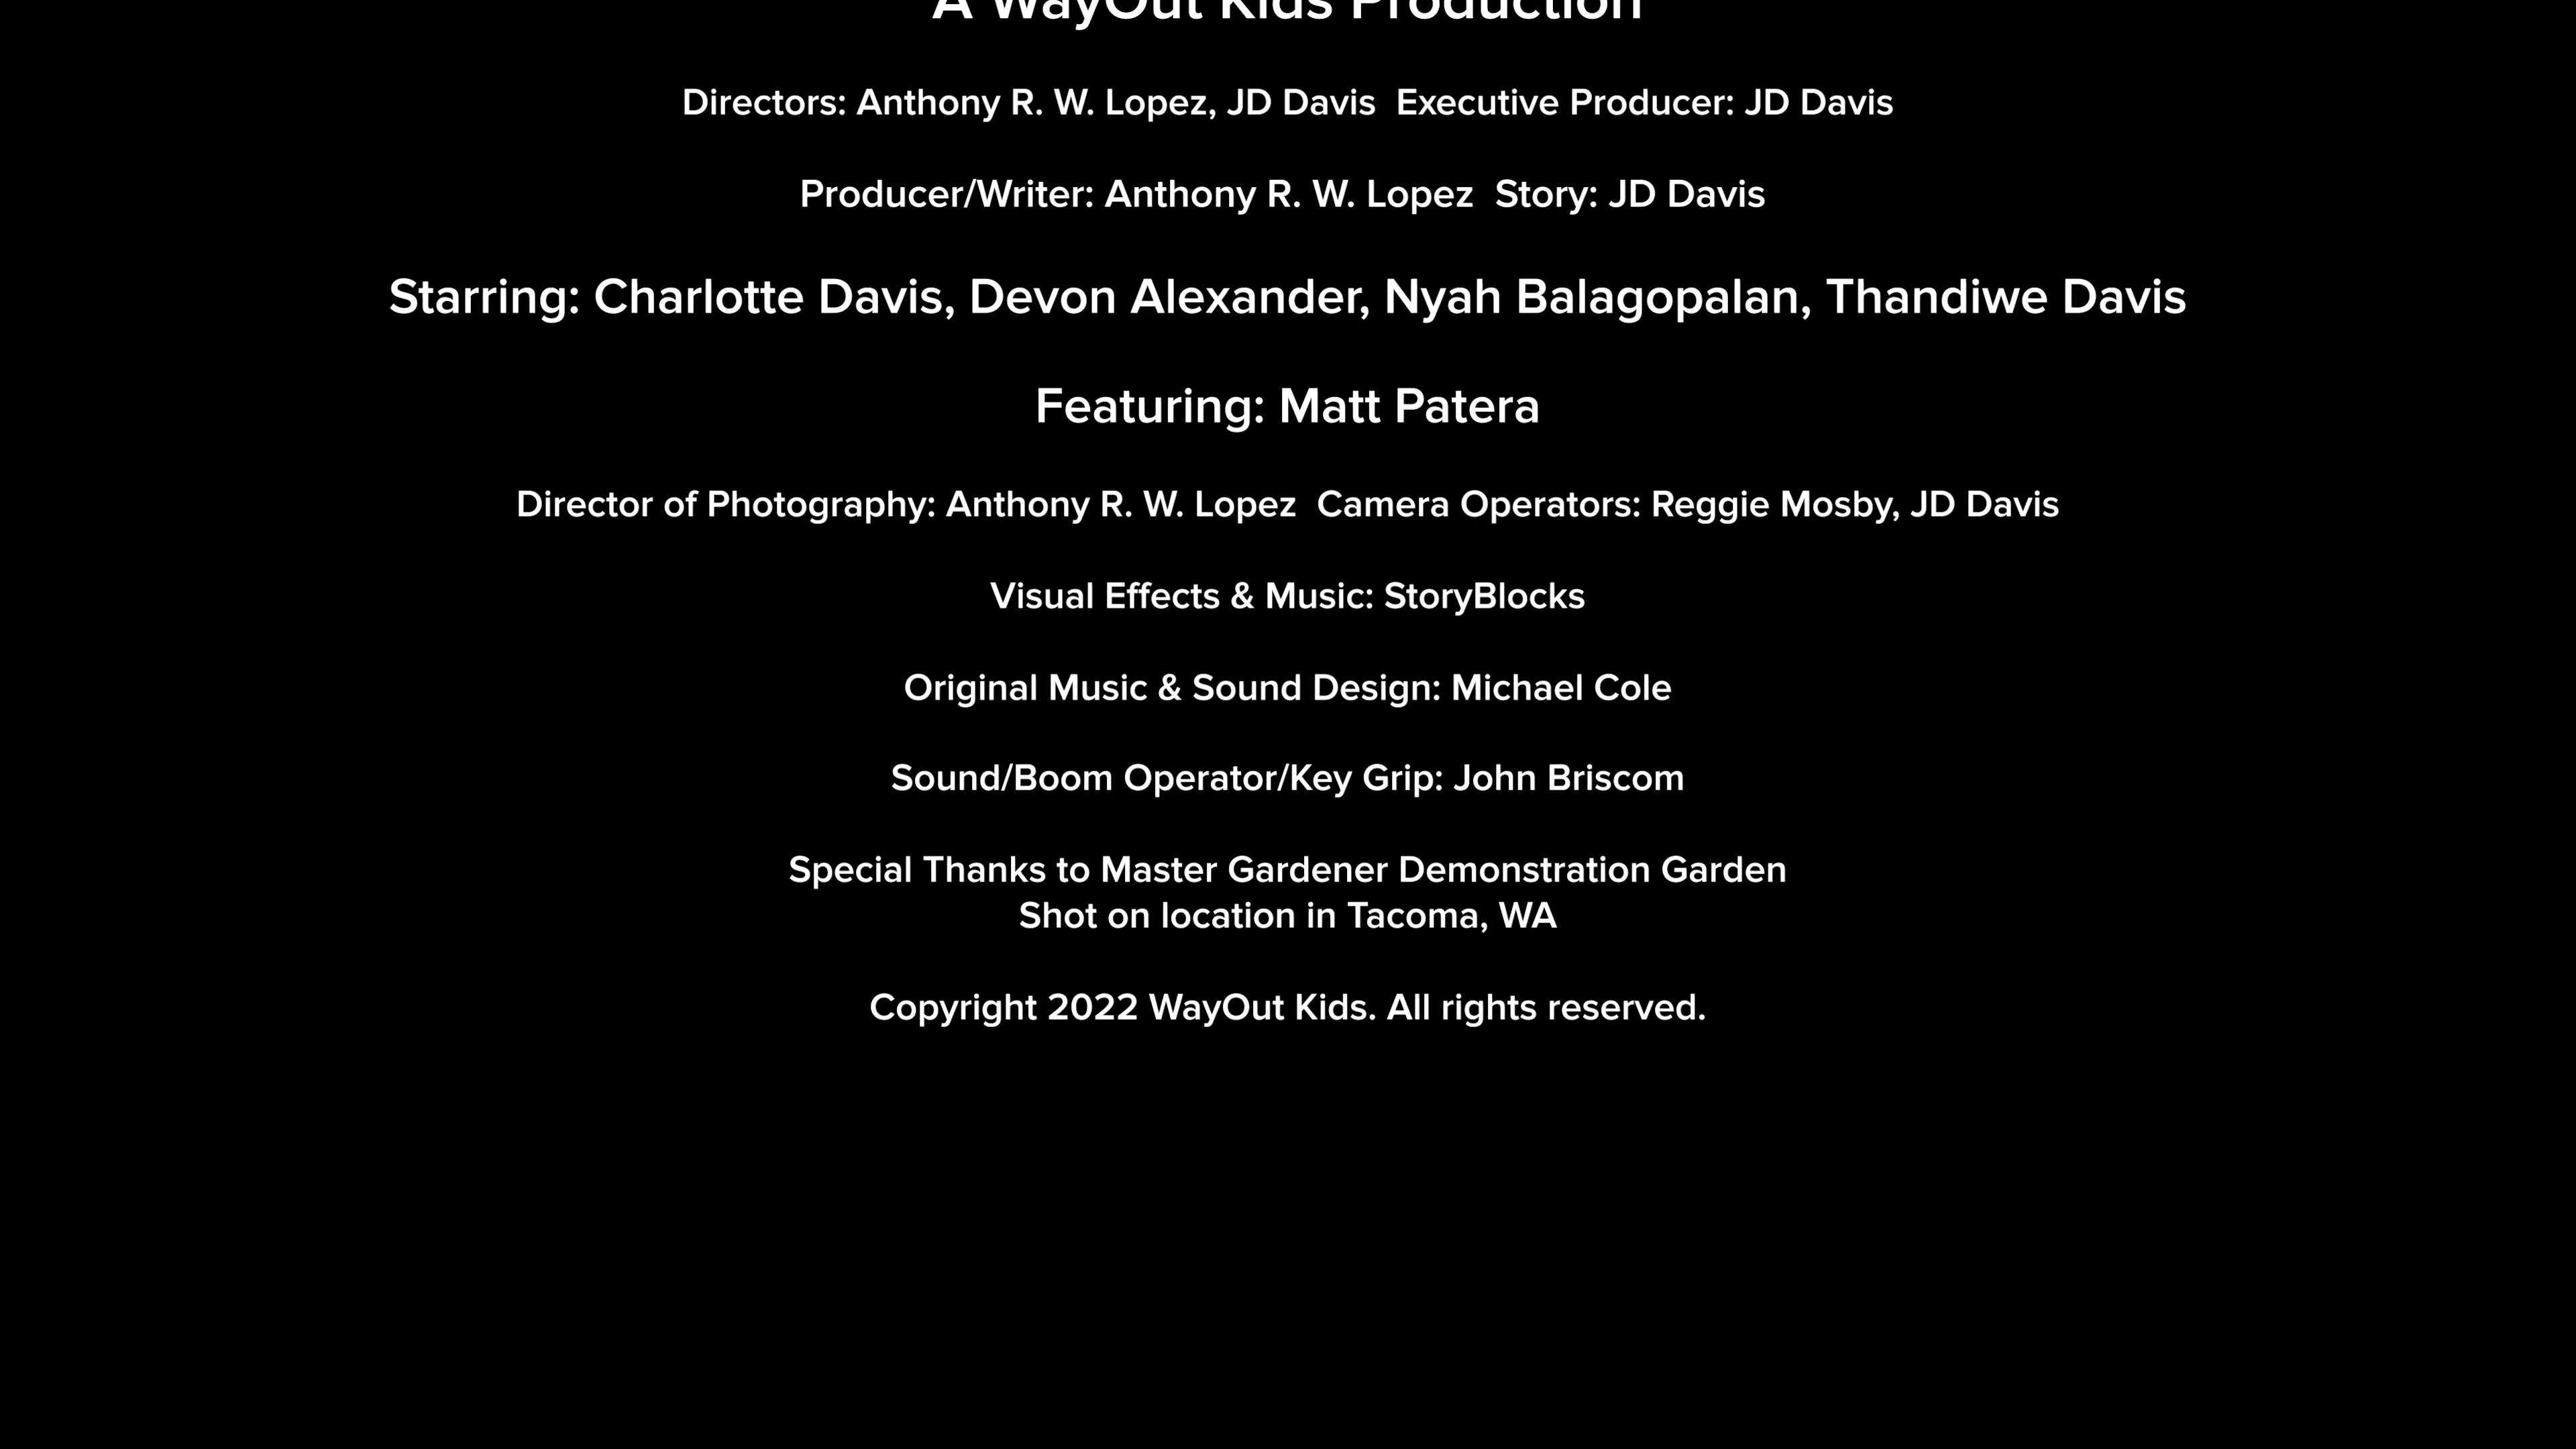 A WayOut Kids Production
Directors: Anthony R. W. Lopez, JD Davis  Executive Producer: JD Davis
Producer/Writer: Anthony R. W. Lopez  Story: JD Davis
Starring: Charlotte Davis, Devon Alexander, Nyah Balagopalan, Thandiwe Davis
Featuring: Matt Patera
Director of Photography: Anthony R. W. Lopez  Camera Operators: Reggie Mosby, JD Davis
Visual Effects & Music: StoryBlocks
Original Music & Sound Design: Michael Cole
Sound/Boom Operator/Key Grip: John Briscom
Special Thanks to Master Gardener Demonstration Garden
Shot on location in Tacoma, WA
Copyright 2022 WayOut Kids. All rights reserved.